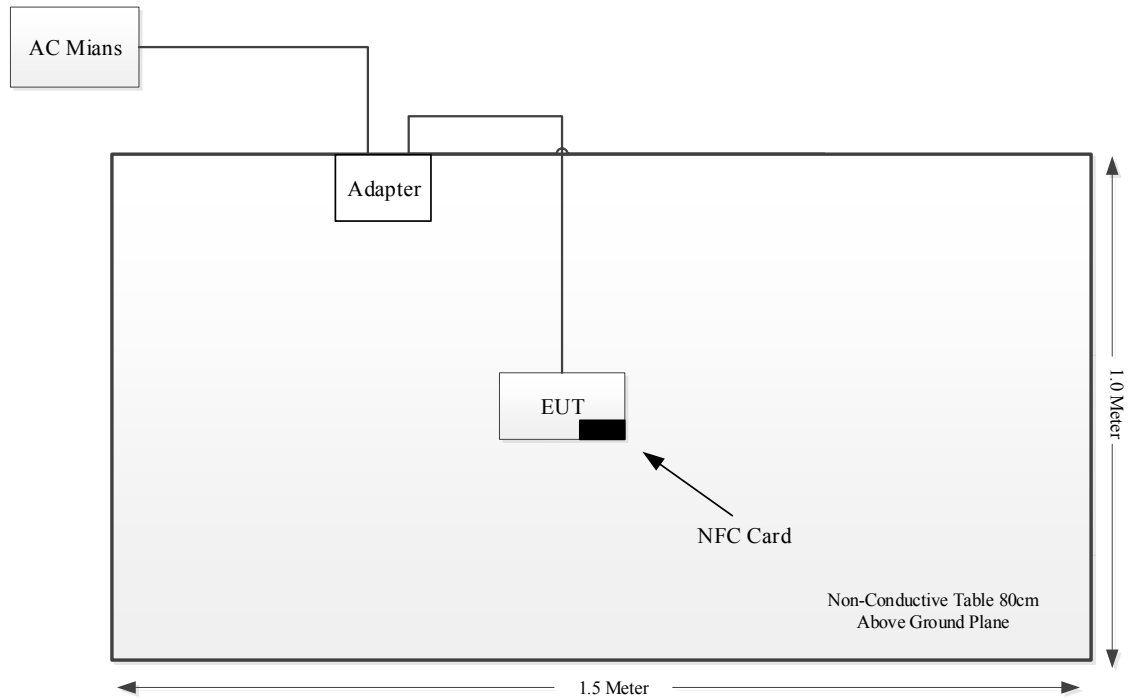 AC Mians
Adapter
EUT
NFC Card
Non-Conductive Table 80cm
Above Ground Plane
1.0 Meter
1.5 Meter